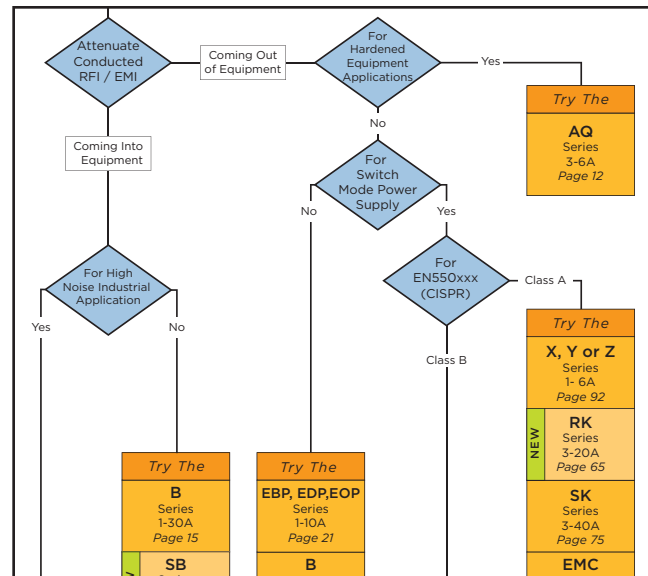 Attenuate
Conducted
RFI / EMI
Coming Out
of Equipment
For
Hardened
Equipment
Applications
Yes
Try The
AQ
Series
3-6A
Page 12
Coming Into
Equipment
No
For
Switch
Mode Power
Supply
No
Yes
For High
Noise Industrial
Application
Yes
No
For
EN550xxx
(CISPR)
Class A
Class B
Try The
X, Y or Z
Series
1- 6A
Page 92
NEW
RK
Series
3-20A
Page 65
SK
Series
3-40A
Page 75
EMC
Try The
B
Series
1-30A
Page 15
SB
Try The
EBP, EDP,EOP
Series
1-10A
Page 21
B